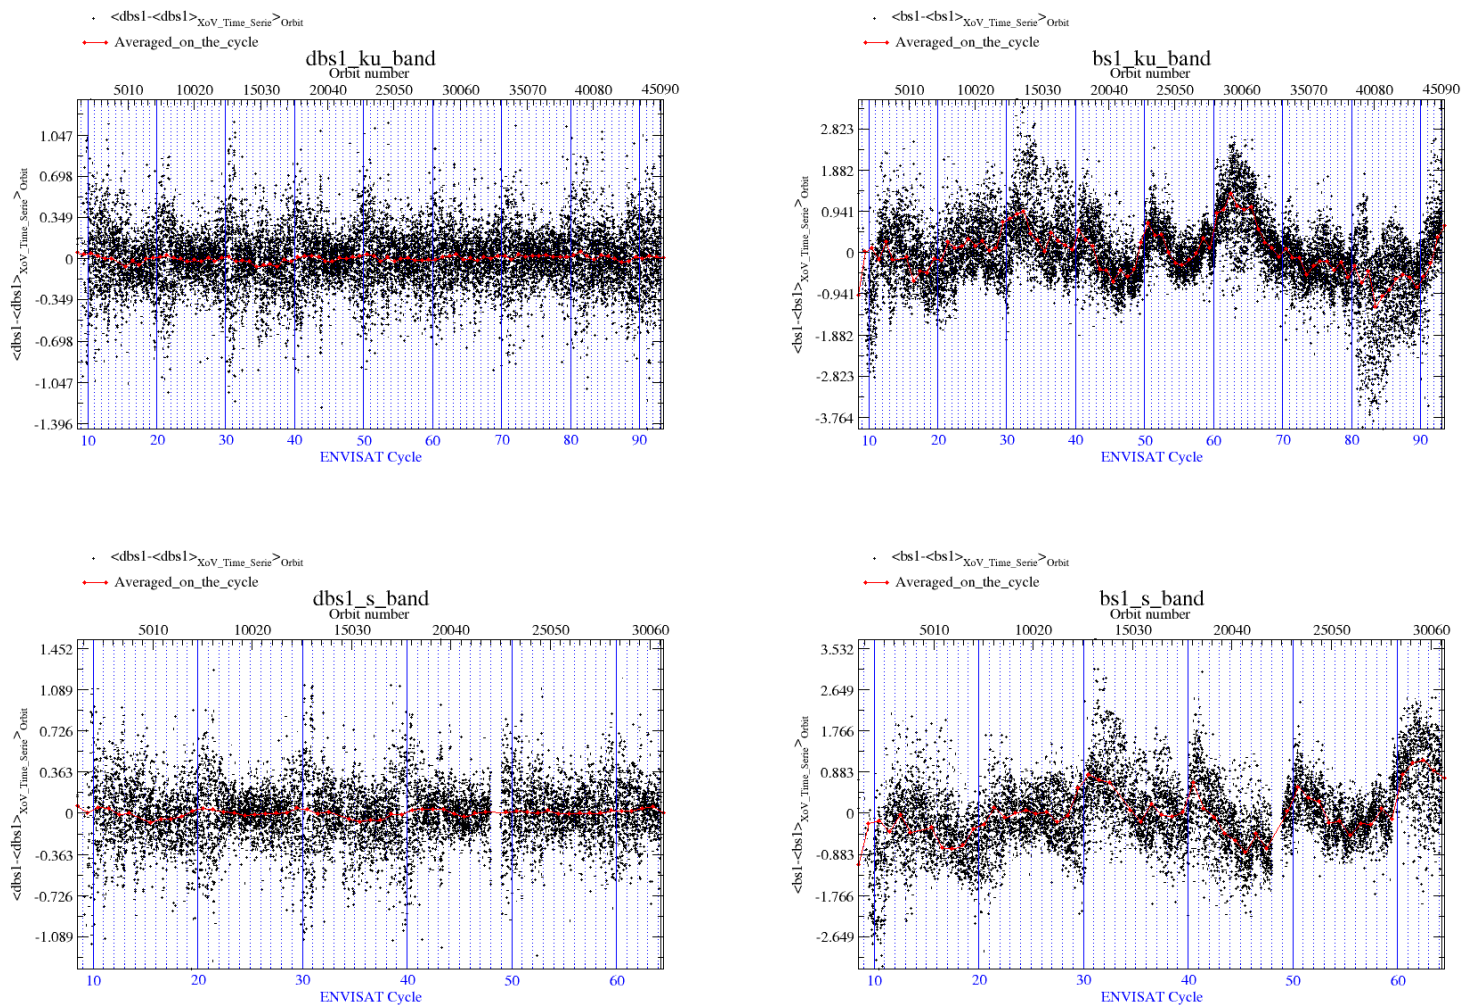 <dbs1-<dbs1>XoV_Time_Serie>Orbit
Averaged_on_the_cycle
dbs1_ku_band
Orbit number
5010 10020 15030 20040 25050 30060 35070 40080 45090
<dbs1-<dbs1>XoV_Time_Serie>Orbit
1.047
0.698
0.349
0
-0.349
-0.698
-1.047
-1.396
10 20 30 40 50 60 70 80 90
ENVISAT Cycle
<bs1-<bs1>XoV_Time_Serie>Orbit
Averaged_on_the_cycle
bs1_ku_band
Orbit number
5010 10020 15030 20040 25050 30060 35070 40080 45090
<bs1-<bs1>XoV_Time_Serie>Orbit
2.823
1.882
0.941
0
-0.941
-1.882
-2.823
-3.764
10 20 30 40 50 60 70 80 90
ENVISAT Cycle
<dbs1-<dbs1>XoV_Time_Serie>Orbit
Averaged_on_the_cycle
dbs1_s_band
Orbit number
5010 10020 15030 20040 25050 30060
<dbs1-<dbs1>XoV_Time_Serie>Orbit
1.452
1.089
0.726
0.363
0
-0.363
-0.726
-1.089
10 20 30 40 50 60
ENVISAT Cycle
<bs1-<bs1>XoV_Time_Serie>Orbit
Averaged_on_the_cycle
bs1_s_band
Orbit number
5010 10020 15030 20040 25050 30060
<bs1-<bs1>XoV_Time_Serie>Orbit
3.532
2.649
1.766
0.883
0
-0.883
-1.766
-2.649
10 20 30 40 50 60
ENVISAT Cycle